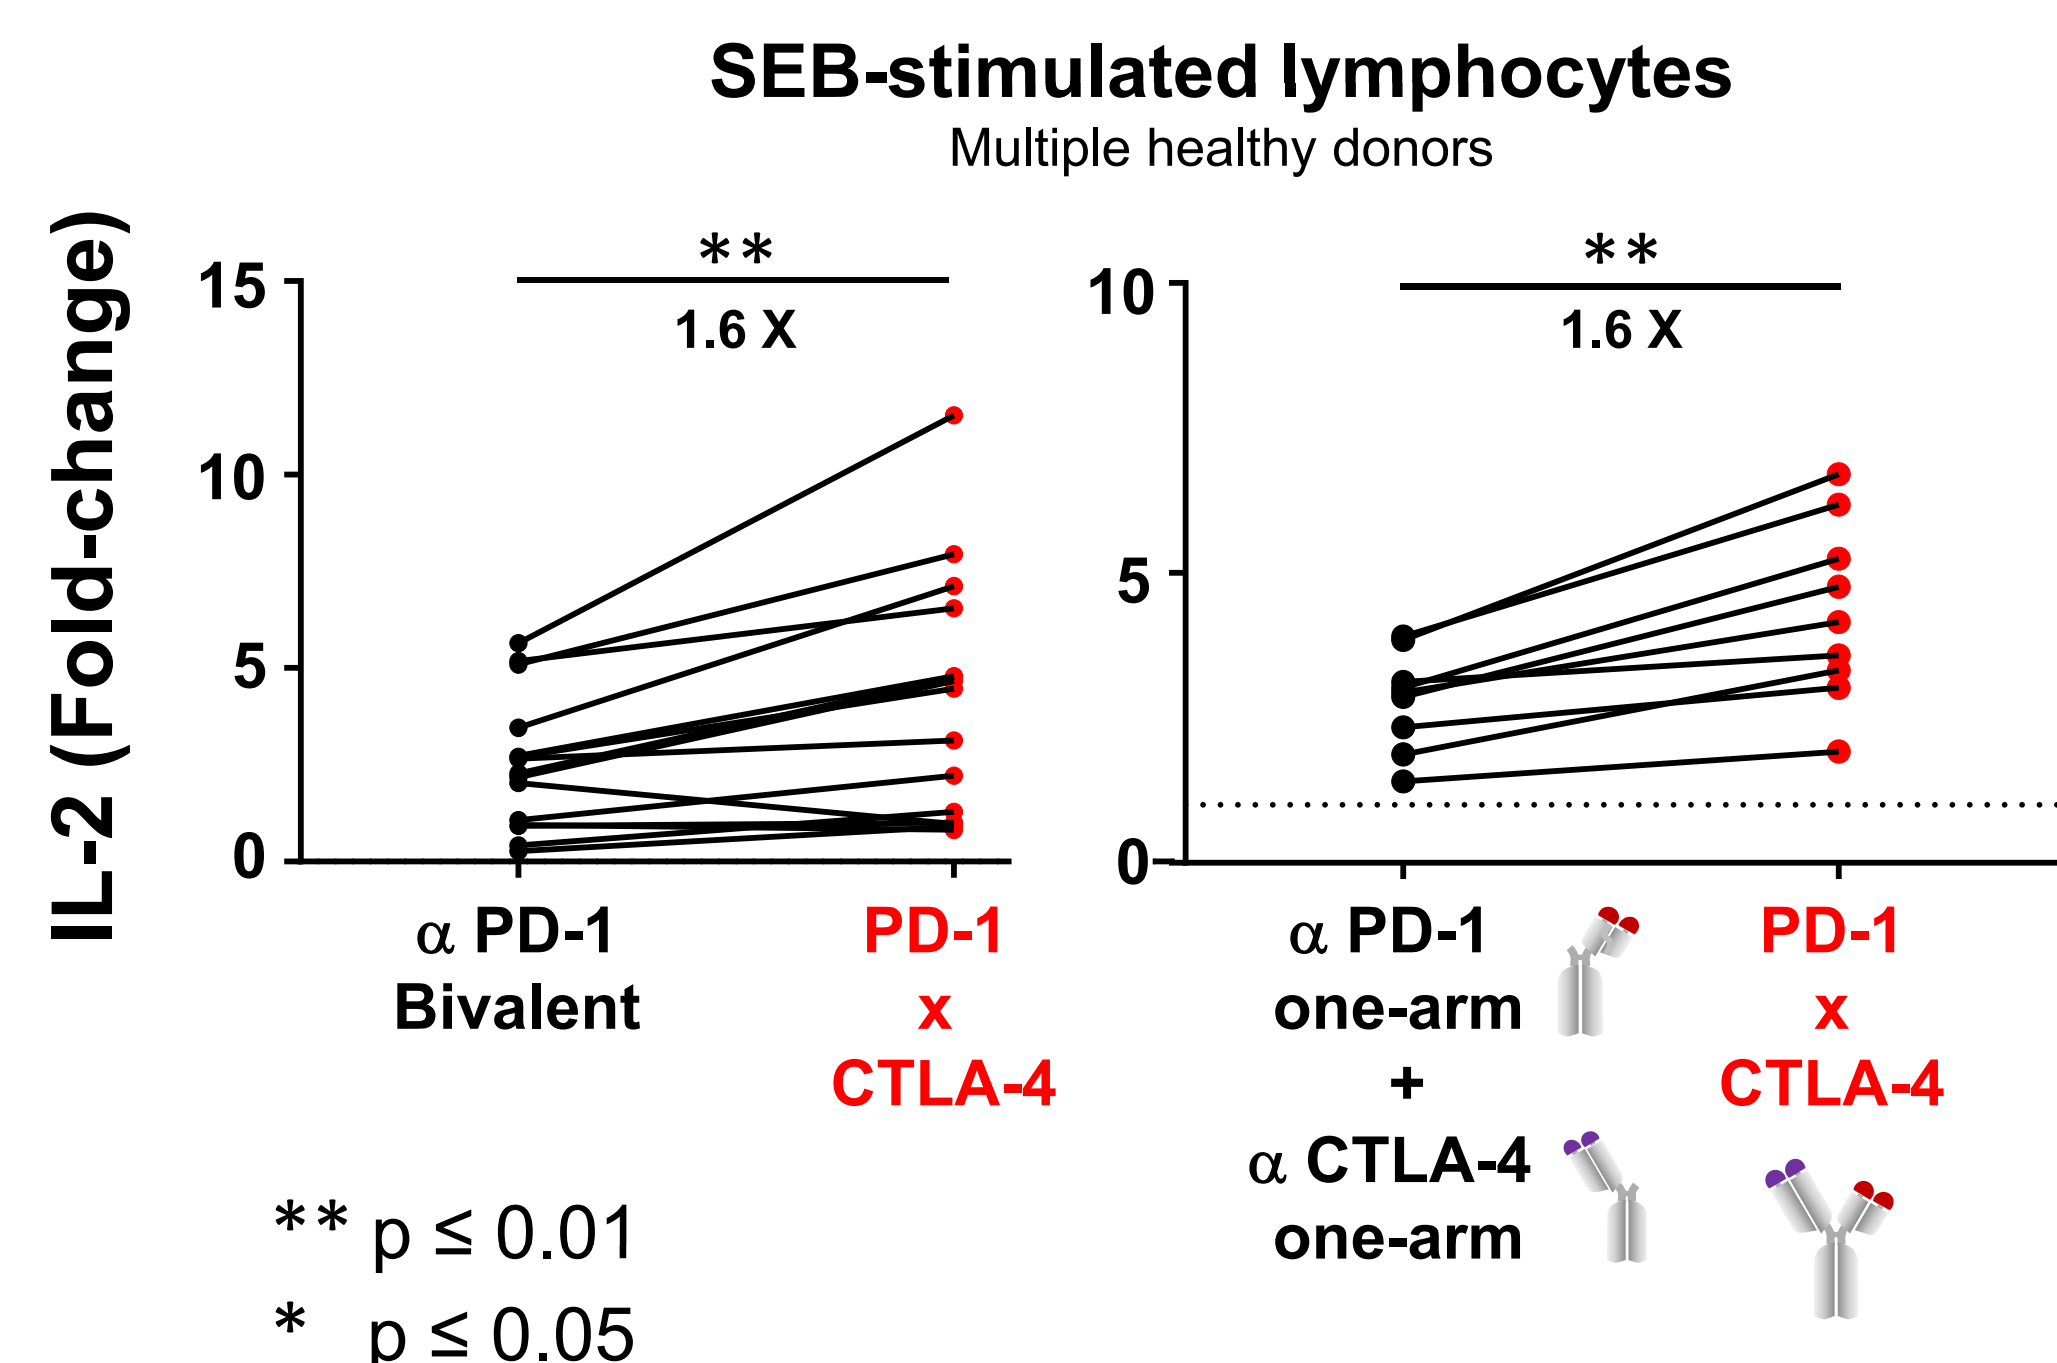 SEB-stimulated lymphocytes
Multiple healthy donors
IL-2 (Fold-change)
**
1.6 X
15
10
5
0
α PD-1
Bivalent
PD-1
x
CTLA-4
**
1.6 X
10
5
0
α PD-1
one-arm
+
α CTLA-4
one-arm
PD-1
x
CTLA-4
** p ≤ 0.01
* p ≤ 0.05